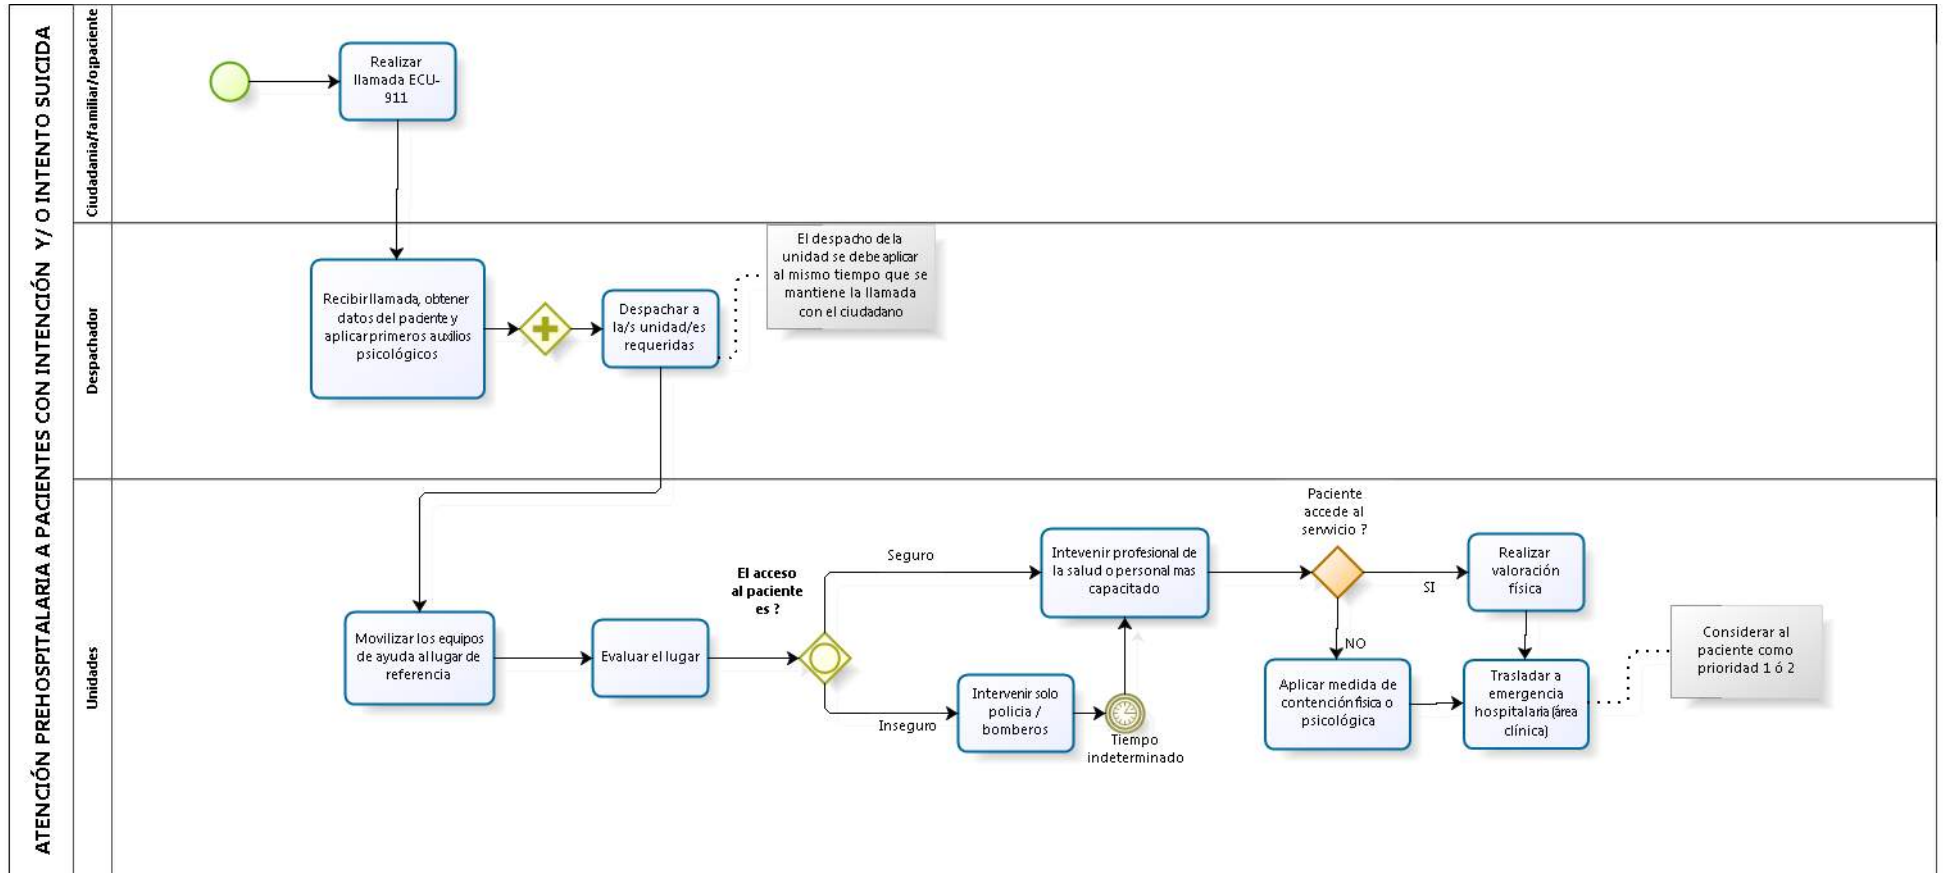 ATENCIÓN PREHOSPITALARIA A PACIENTES CON INTENCIÓN Y/ O INTENTO SUICIDA
Ciudadania/familiar/o¡paciente
Realizar
llamada ECU-
911
Despachador
Recibir llamada, obtener
datos del paciente y
aplicar primeros auxilios
psicológicos
Despachar a
la/s unidad/es
requeridas
El despacho de la
unidad se debe aplicar
al mismo tiempo que se
mantiene la llamada
con el ciudadano
Unidades
Movilizar los equipos
de ayuda al lugar de
referencia
Evaluar el lugar
El acceso
al paciente
es ?
Seguro
Inseguro
Intevenir profesional de
la salud o personal mas
capacitado
Intervenir solo
policia /
bomberos
Tiempo
indeterminado
Paciente
accede al
servvicio ?
SI
NO
Realizar
valoración
física
Aplicar medida de
contención física o
psicológica
Trasladar a
emergencia
hospitalaria (área
clínica)
Considerar al
paciente como
prioridad 1 ó 2